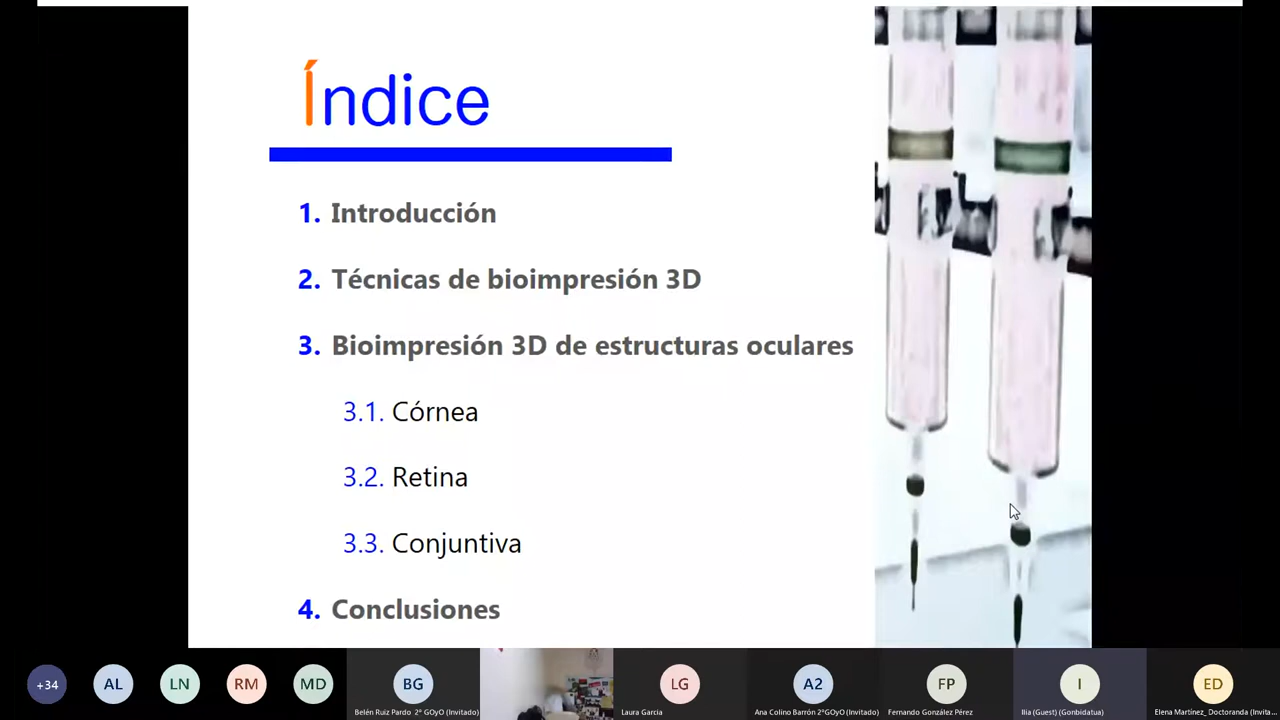 Índice
1. Introducción
2. Técnicas de bioimpresión 3D
3. Bioimpresión 3D de estructuras oculares
3.1. Córnea
3.2. Retina
3.3. Conjuntiva
4. Conclusiones
+34
AL
LN
RM
MD
BG
LG
A2
FP
I
ED
Belén Ruiz Pardo 2º GOyO (Invitado)
Laura Garcia
Ana Colino Barrón 2ºGOyO (Invitado)
Fernando González Pérez
Ilia (Guest) (Gonbidatua)
Elena Martínez_Doctoranda (Invita...